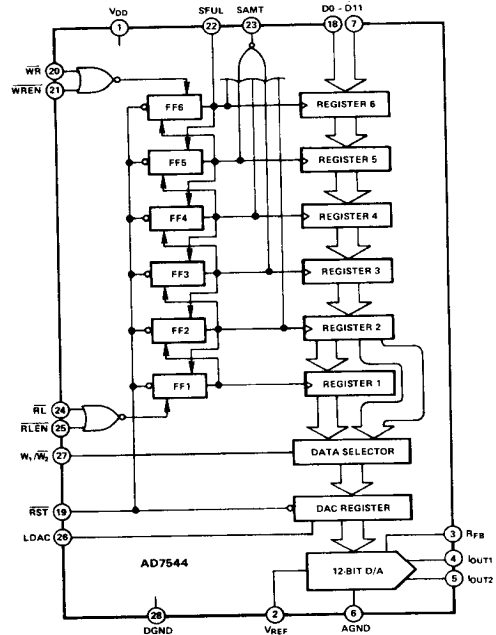 VDD SFUL SAMT D0 - D11
1 22 23 18 7
20 WR
21 WREN
FF6 REGISTER 6
FF5 REGISTER 5
FF4 REGISTER 4
FF3 REGISTER 3
FF2 REGISTER 2
FF1 REGISTER 1
RL 24
RLEN 25
W1/W2 27 DATA SELECTOR
RST 19 DAC REGISTER
LDAC 26
3 RFB
AD7544 12-BIT D/A 4 IOUT1
5 IOUT2
28 2 6
DGND VREF AGND